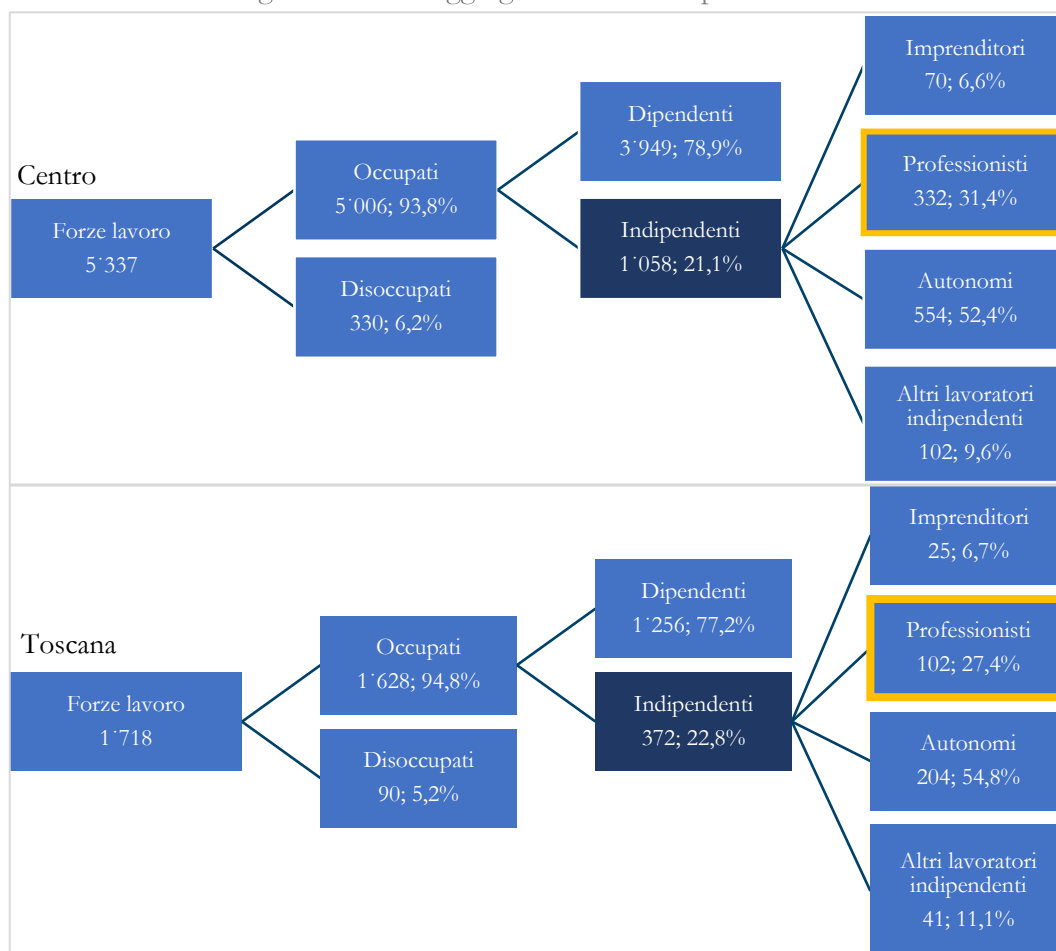 Centro
Forze lavoro
5˙337
Occupati
5˙006; 93,8%
Disoccupati
330; 6,2%
Dipendenti
3˙949; 78,9%
Indipendenti
1˙058; 21,1%
Imprenditori
70; 6,6%
Professionisti
332; 31,4%
Autonomi
554; 52,4%
Altri lavoratori
indipendenti
102; 9,6%
Toscana
Forze lavoro
1˙718
Occupati
1˙628; 94,8%
Disoccupati
90; 5,2%
Dipendenti
1˙256; 77,2%
Indipendenti
372; 22,8%
Imprenditori
25; 6,7%
Professionisti
102; 27,4%
Autonomi
204; 54,8%
Altri lavoratori
indipendenti
41; 11,1%